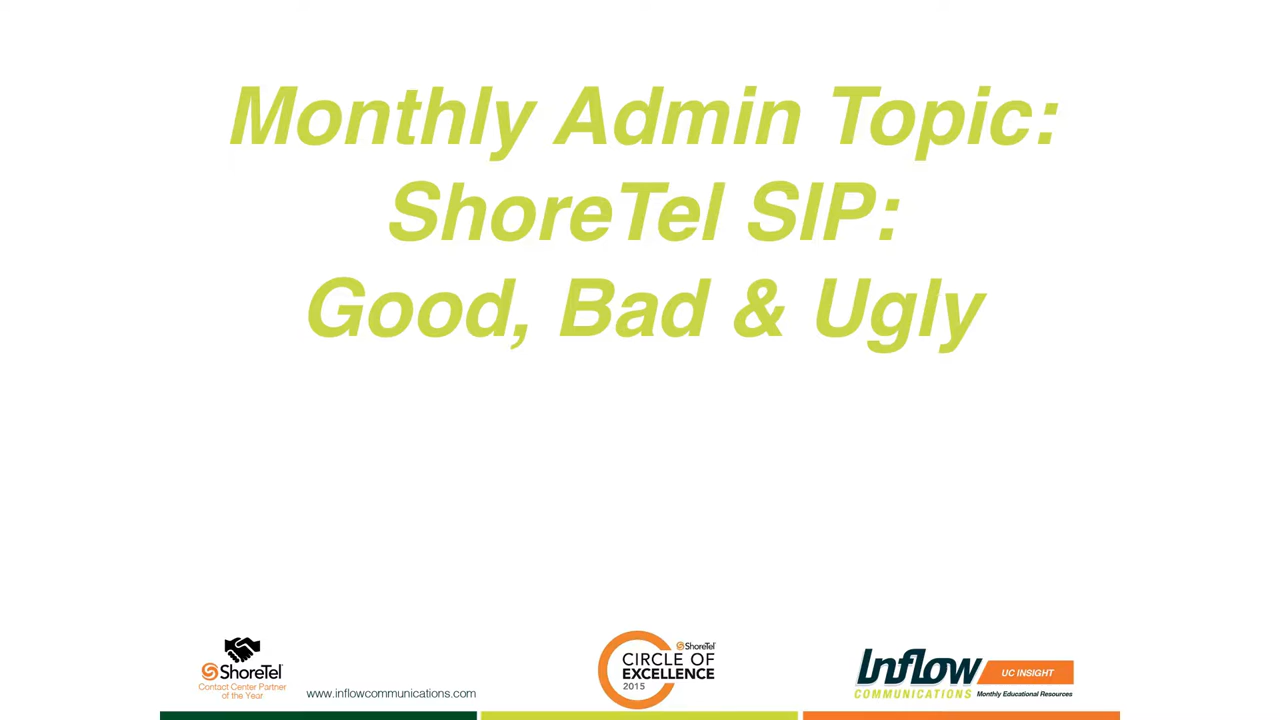 Monthly Admin Topic:
ShoreTel SIP:
Good, Bad & Ugly
ShoreTel
Contact Center Partner
of the Year
www.inflowcommunications.com
ShoreTel
CIRCLE OF
EXCELLENCE
2015
Inflow
COMMUNICATIONS
UC INSIGHT
Monthly Educational Resources